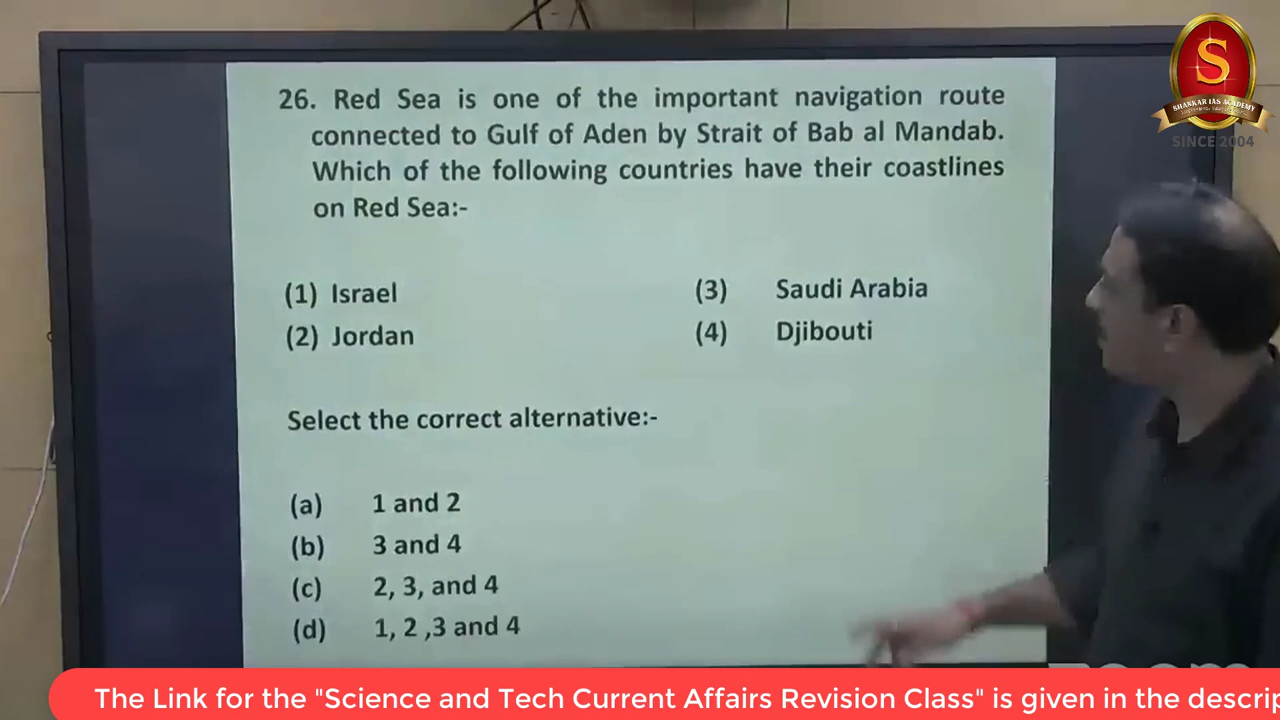 26. Red Sea is one of the important navigation route
connected to Gulf of Aden by Strait of Bab al Mandab.
Which of the following countries have their coastlines
on Red Sea:-
(1) Israel
(2) Jordan
(3) Saudi Arabia
(4) Djibouti
Select the correct alternative:-
(a) 1 and 2
(b) 3 and 4
(c) 2, 3, and 4
(d) 1, 2 ,3 and 4
S
SHANKAR IAS ACADEMY
SINCE 2004
The Link for the "Science and Tech Current Affairs Revision Class" is given in the descrip